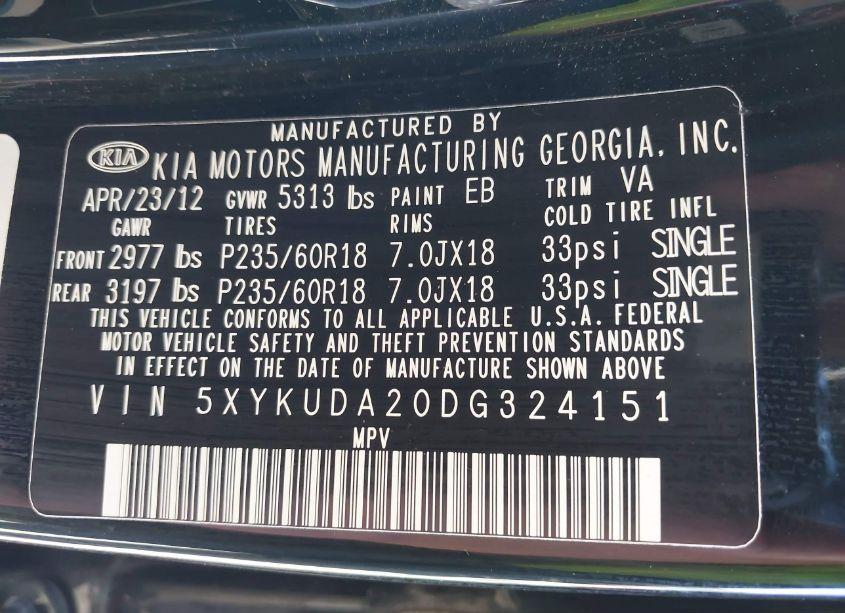 MANUFACTURED BY
KIA KIA MOTORS MANUFACTURING GEORGIA, INC.
APR/23/12 GVWR 5313 lbs PAINT EB TRIM VA
GAWR TIRES RIMS COLD TIRE INFL
FRONT 2977 lbs P235/60R18 7.0JX18 33psi SINGLE
REAR 3197 lbs P235/60R18 7.0JX18 33psi SINGLE
THIS VEHICLE CONFORMS TO ALL APPLICABLE U.S.A. FEDERAL
MOTOR VEHICLE SAFETY AND THEFT PREVENTION STANDARDS
IN EFFECT ON THE DATE OF MANUFACTURE SHOWN ABOVE
VIN 5XYKUDA20DG324151
MPV